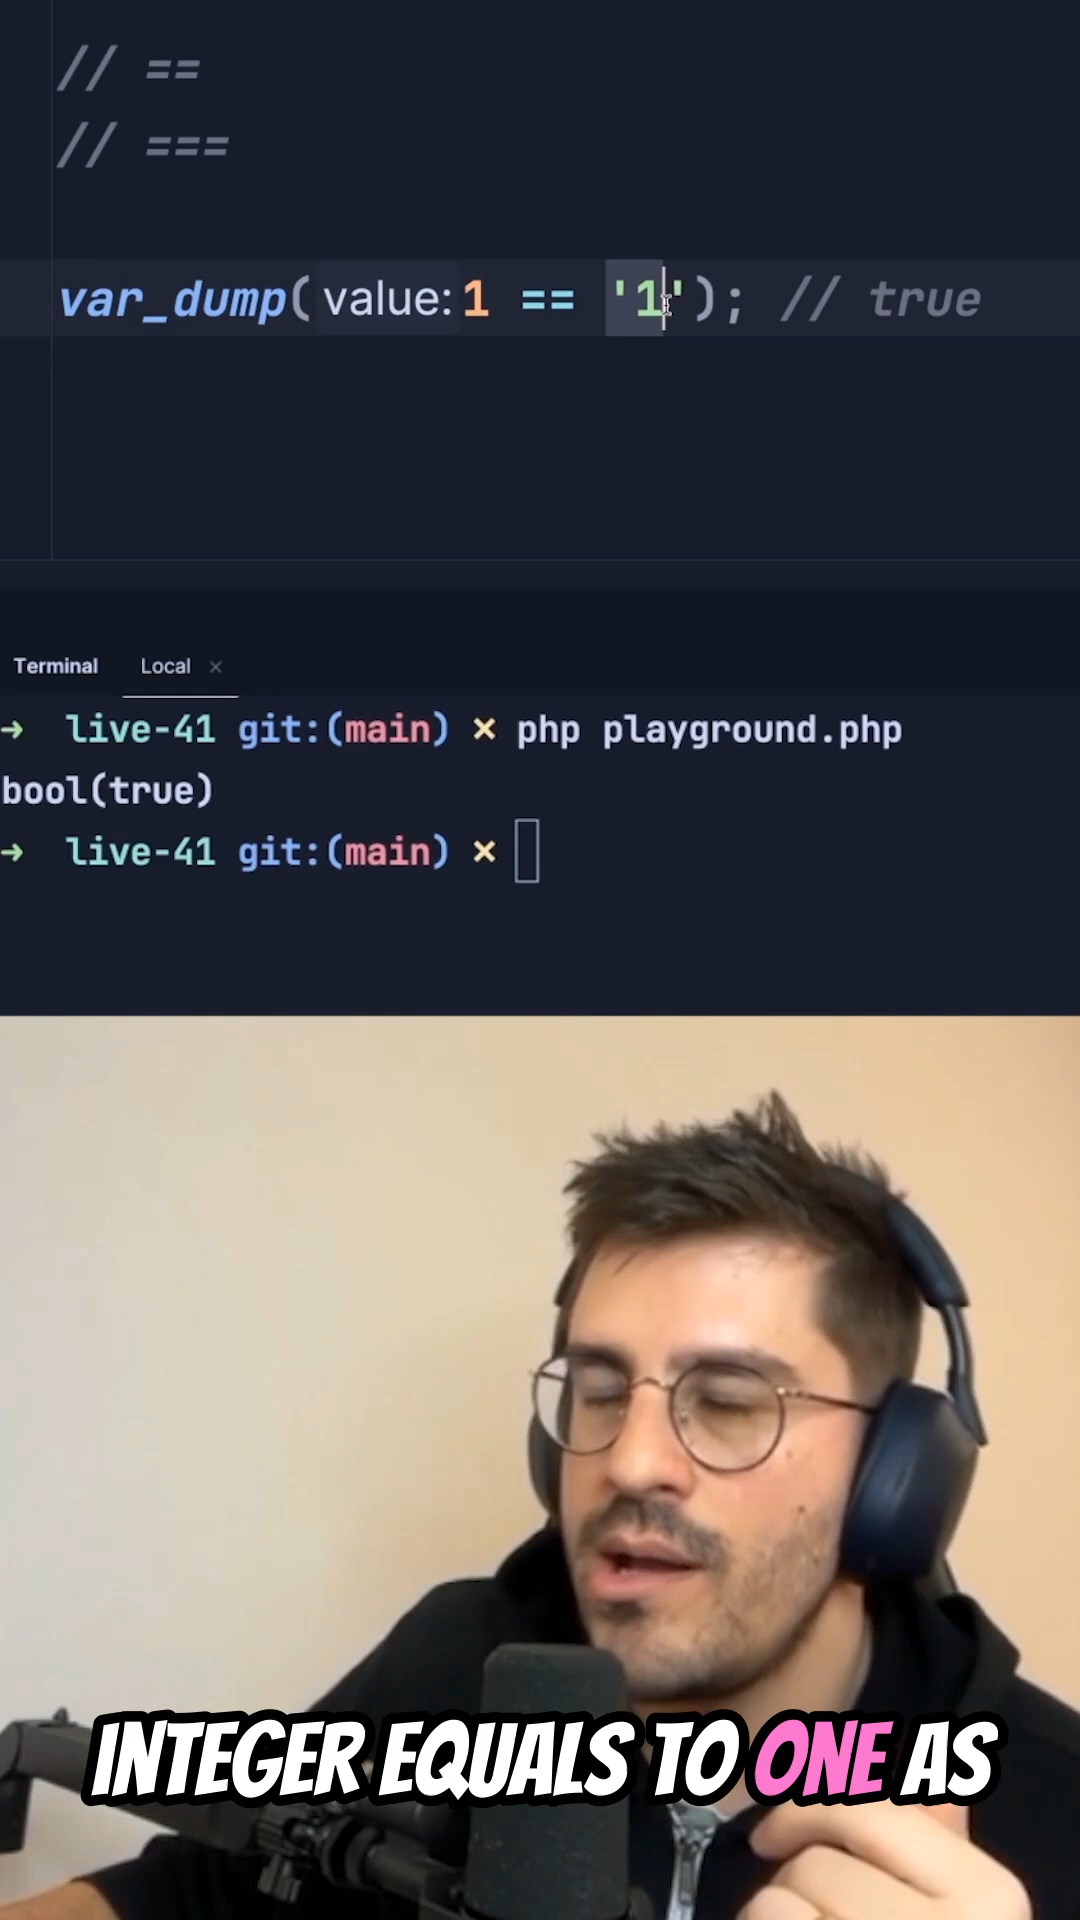 // ==
// ===
var_dump( value: 1 == '1'); // true
Terminal Local ×
→ live-41 git:(main) × php playground.php
bool(true)
→ live-41 git:(main) ×
INTEGER EQUALS TO ONE AS